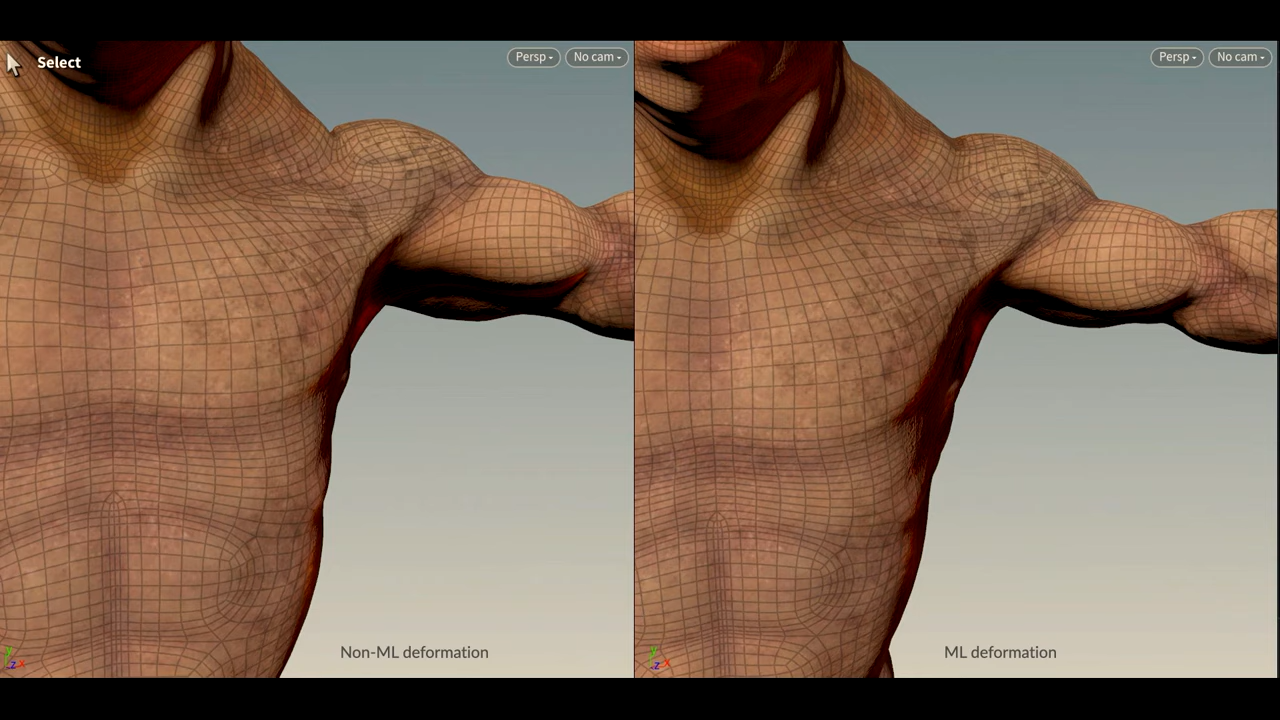 Select
Persp
No cam
Persp
No cam
Non-ML deformation
ML deformation
y
z x
y
z x